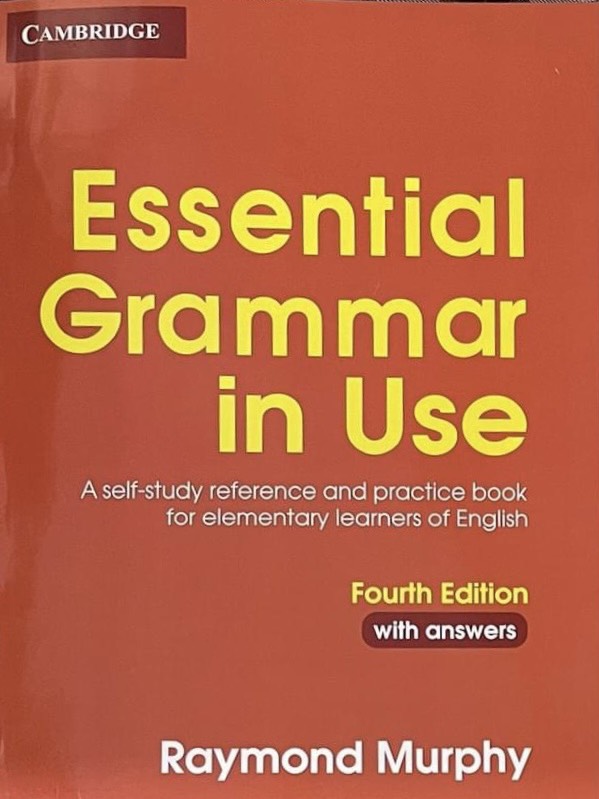 CAMBRIDGE
Essential
Grammar
in Use
A self-study reference and practice book
for elementary learners of English
Fourth Edition
with answers
Raymond Murphy